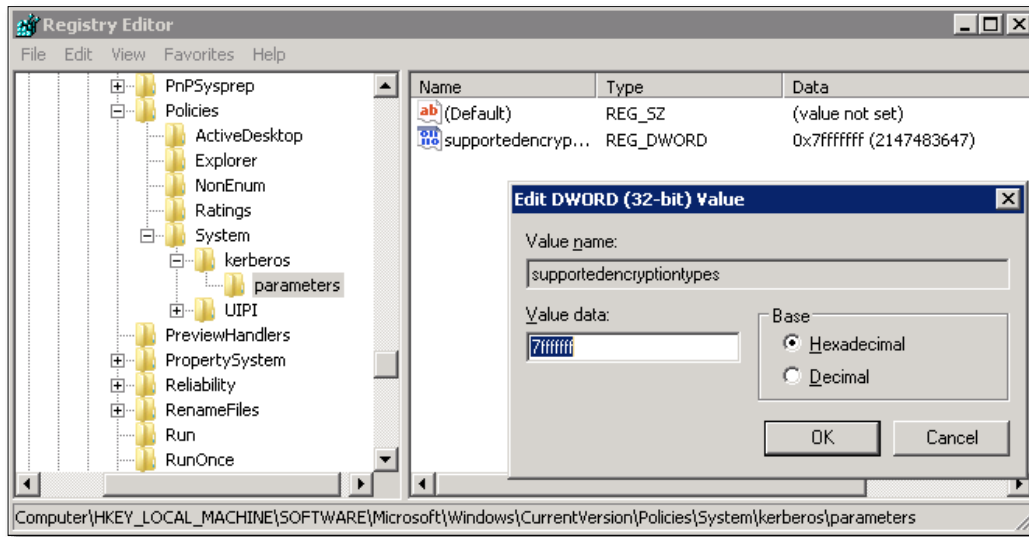 Registry Editor
File Edit View Favorites Help
PnPSysprep
Policies
ActiveDesktop
Explorer
NonEnum
Ratings
System
kerberos
parameters
UIPI
PreviewHandlers
PropertySystem
Reliability
RenameFiles
Run
RunOnce
Name Type Data
ab (Default) REG_SZ (value not set)
supportedencryp... REG_DWORD 0x7fffffff (2147483647)
Edit DWORD (32-bit) Value
Value name:
supportedencryptiontypes
Value data:
7fffffff
Base
Hexadecimal
Decimal
OK Cancel
Computer\HKEY_LOCAL_MACHINE\SOFTWARE\Microsoft\Windows\CurrentVersion\Policies\System\kerberos\parameters